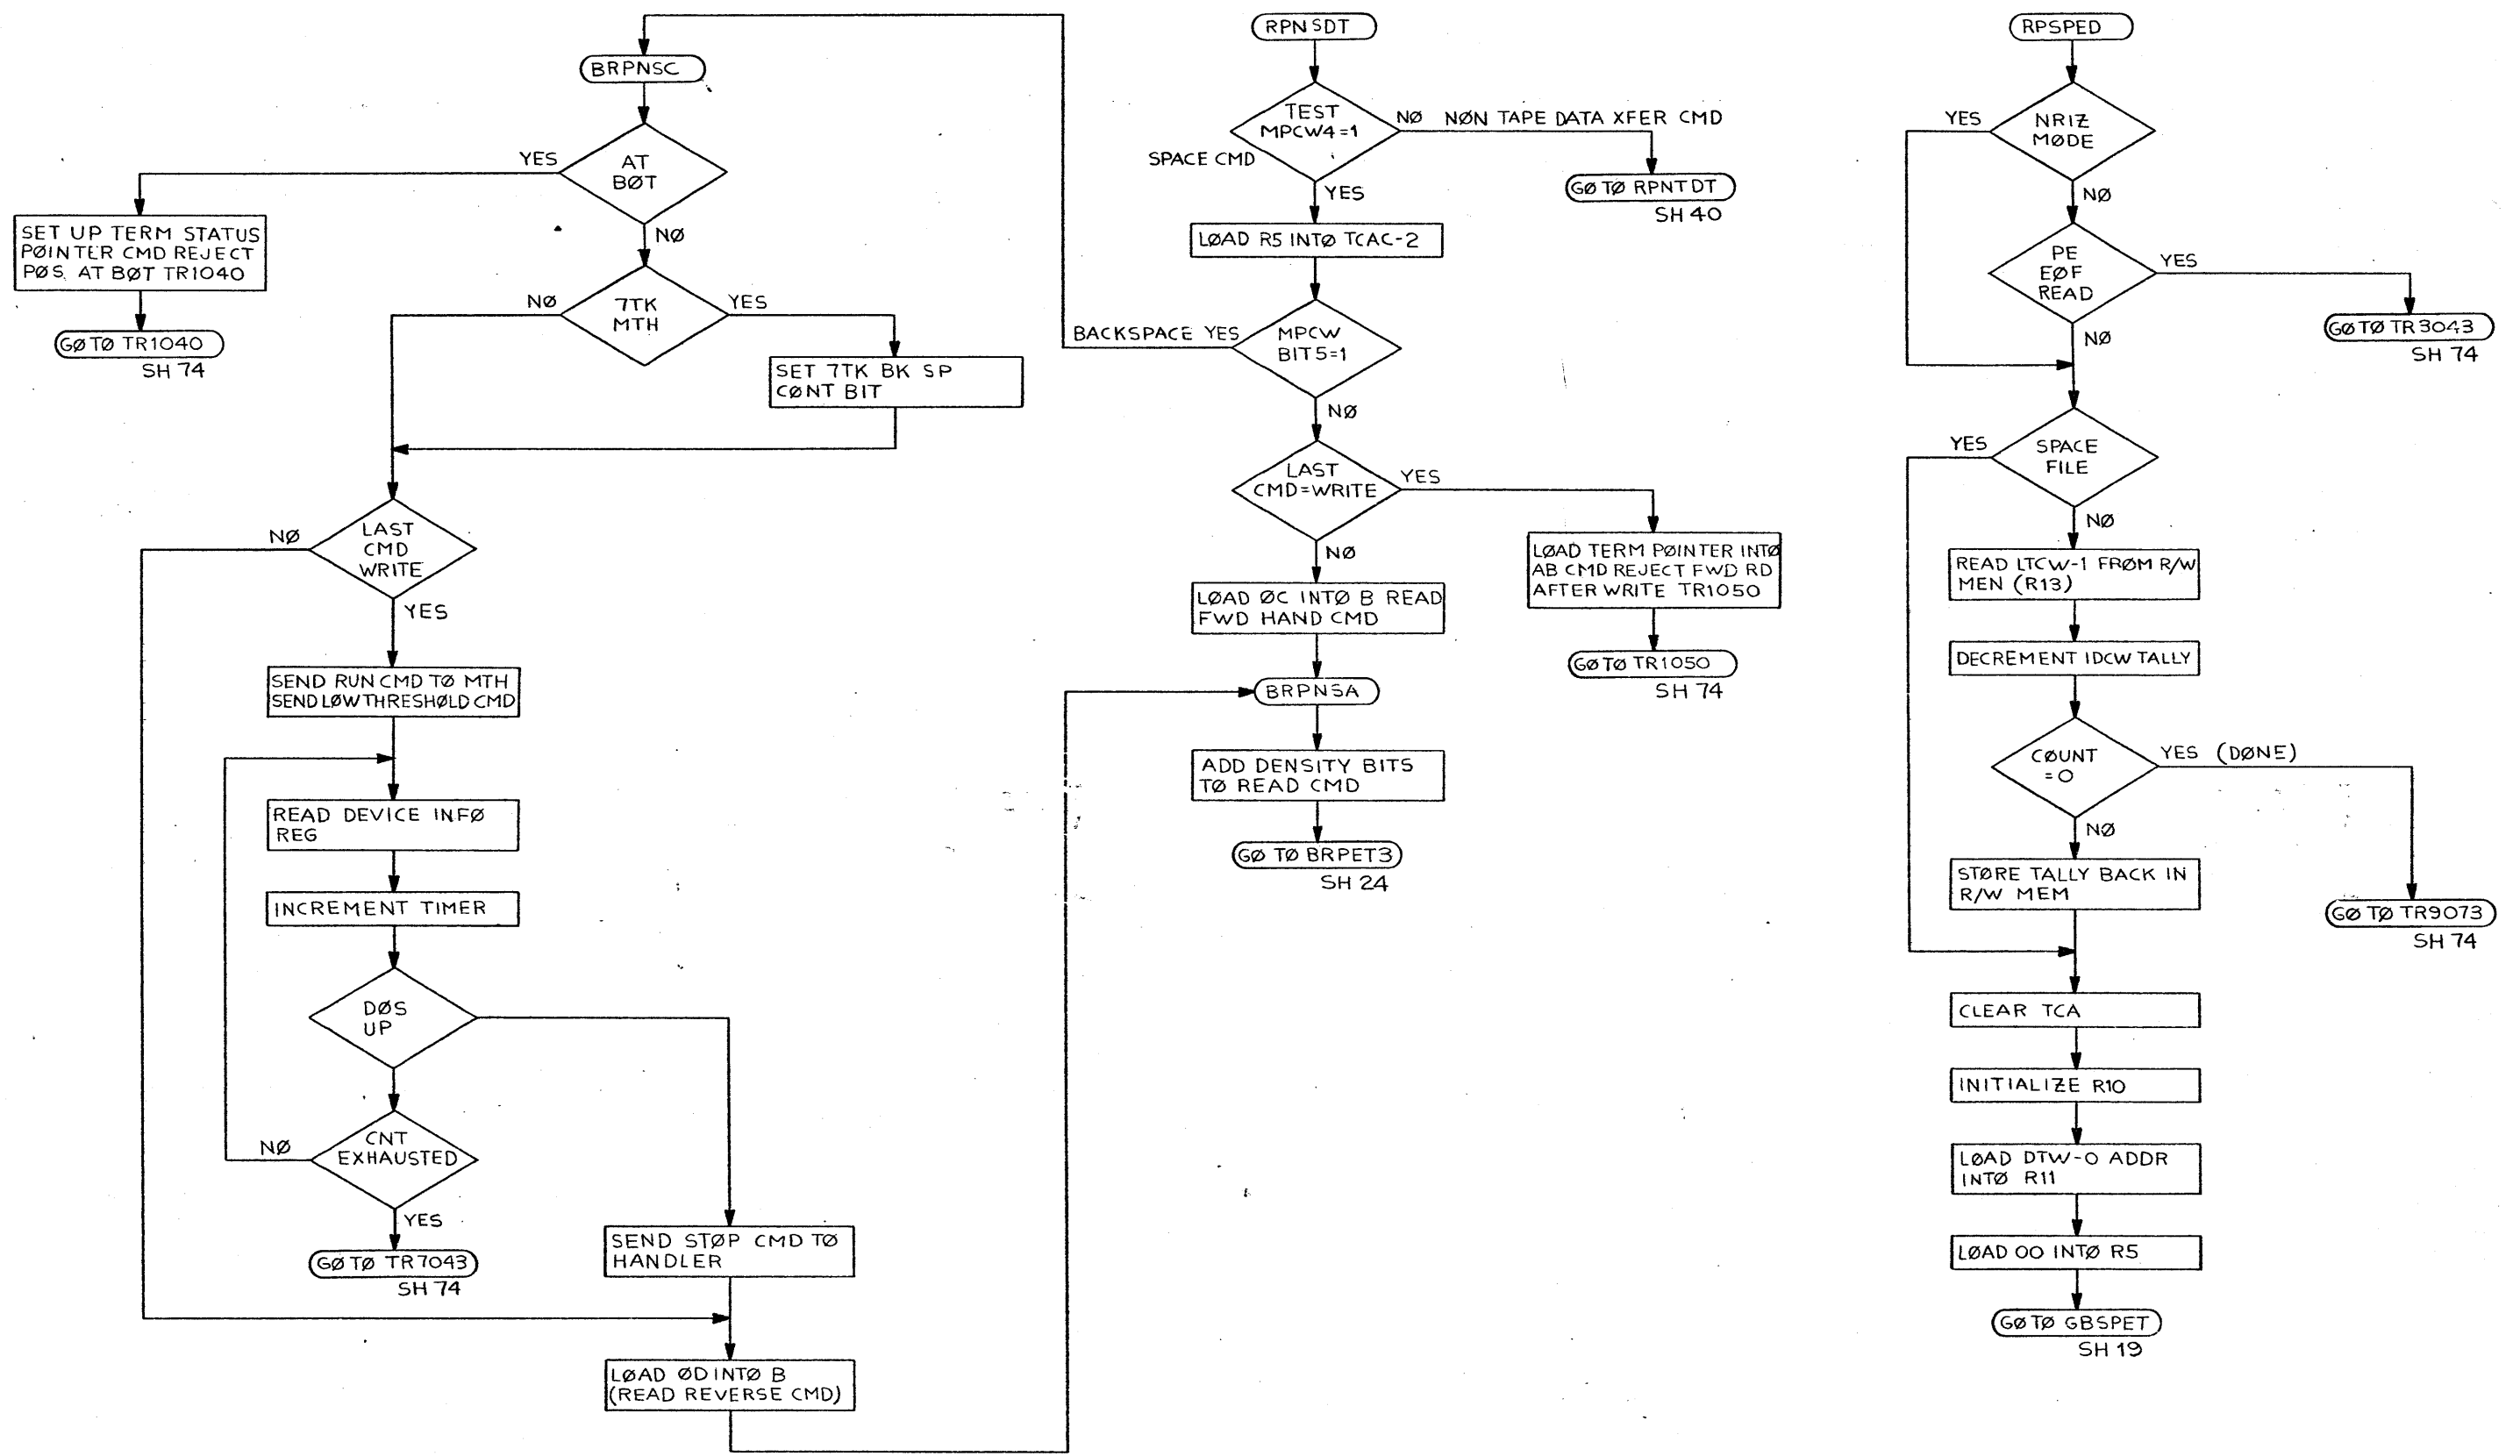 BRPNSC
AT
BØT
YES
NØ
SET UP TERM STATUS
PØINTER CMD REJECT
PØS. AT BØT TR1040
GØ TØ TR1040
SH 74
7TK
MTH
NØ
YES
SET 7TK BK SP
CØNT BIT
LAST
CMD
WRITE
NØ
YES
SEND RUN CMD TØ MTH
SEND LØW THRESHØLD CMD
READ DEVICE INFØ
REG
INCREMENT TIMER
DØS
UP
CNT
EXHAUSTED
NØ
YES
GØ TØ TR7043
SH 74
SEND STØP CMD TØ
HANDLER
LØAD ØD INTØ B
(READ REVERSE CMD)
RPNSDT
TEST
MPCW4=1
NØ NØN TAPE DATA XFER CMD
SPACE CMD
YES
GØ TØ RPNTDT
SH 40
LØAD R5 INTØ TCAC-2
MPCW
BIT5=1
BACKSPACE YES
NØ
LAST
CMD=WRITE
YES
NØ
LØAD TERM PØINTER INTØ
AB CMD REJECT FWD RD
AFTER WRITE TR1050
GØ TØ TR1050
SH 74
LØAD ØC INTØ B READ
FWD HAND CMD
BRPNSA
ADD DENSITY BITS
TØ READ CMD
GØ TØ BRPET3
SH 24
RPSPED
NRIZ
MØDE
YES
NØ
PE
EØF
READ
YES
NØ
GØ TØ TR3043
SH 74
SPACE
FILE
YES
NØ
READ LTCW-1 FRØM R/W
MEN (R13)
DECREMENT IDCW TALLY
CØUNT
=0
YES (DØNE)
NØ
STØRE TALLY BACK IN
R/W MEM
GØ TØ TR9073
SH 74
CLEAR TCA
INITIALIZE R10
LØAD DTW-0 ADDR
INTØ R11
LØAD 00 INTØ R5
GØ TØ GBSPET
SH 19